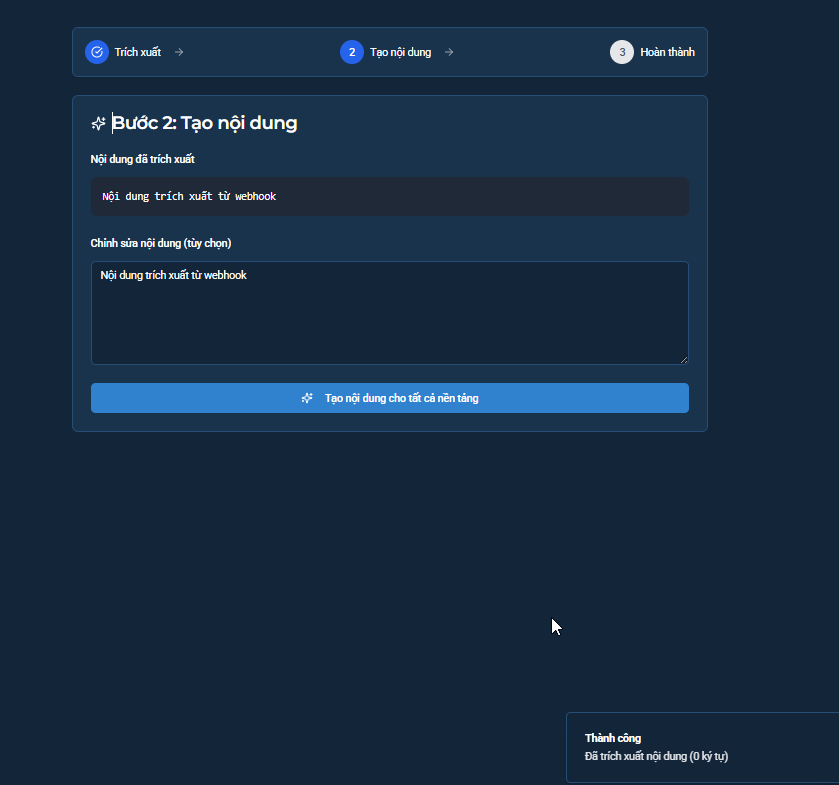 Trích xuất →
2 Tạo nội dung →
3 Hoàn thành
Bước 2: Tạo nội dung
Nội dung đã trích xuất
Nội dung trích xuất từ webhook
Chỉnh sửa nội dung (tùy chọn)
Nội dung trích xuất từ webhook
Tạo nội dung cho tất cả nền tảng
Thành công
Đã trích xuất nội dung (0 ký tự)